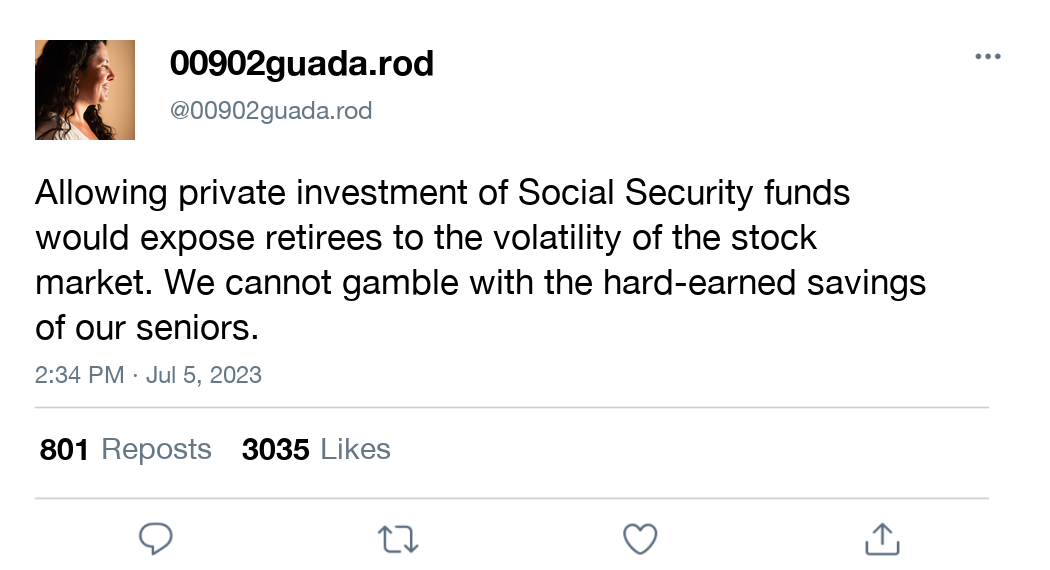 00902guada.rod
@00902guada.rod
Allowing private investment of Social Security funds
would expose retirees to the volatility of the stock
market. We cannot gamble with the hard-earned savings
of our seniors.
2:34 PM · Jul 5, 2023
801 Reposts 3035 Likes